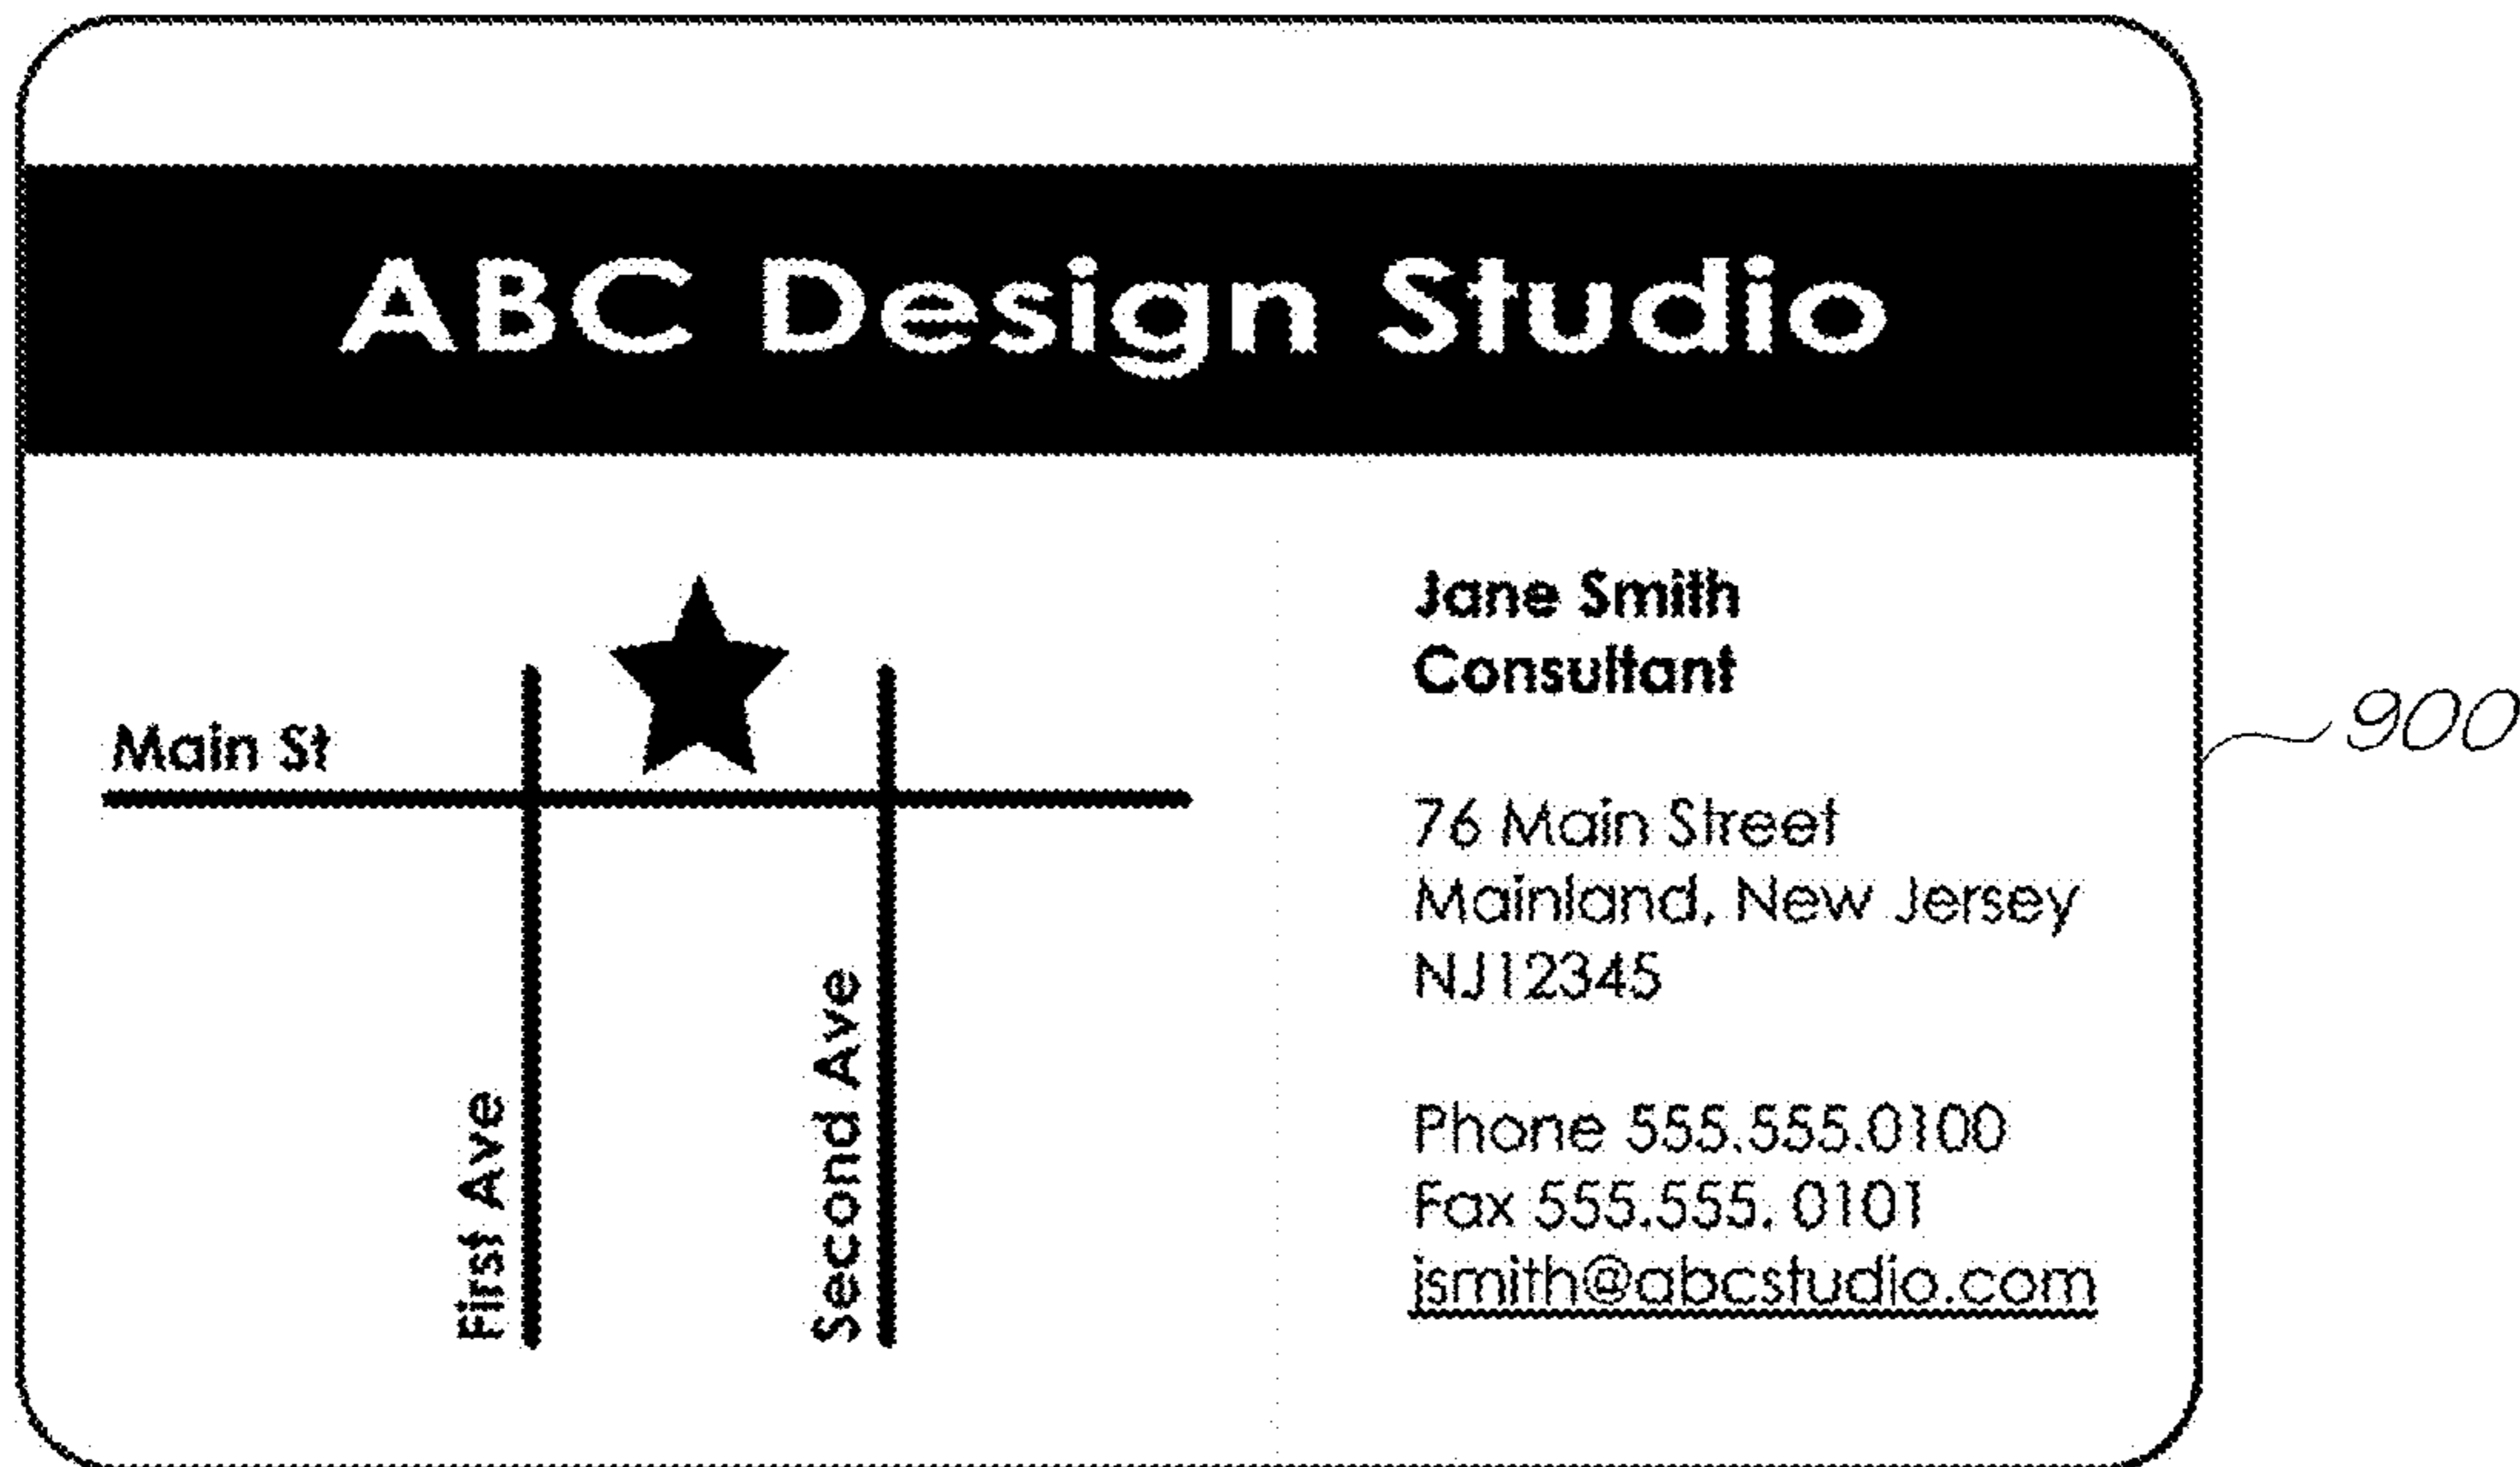 ABC Design Studio
Jane Smith
Consultant
Main St
900
76 Main Street
Mainland, New Jersey
NJ12345
First Ave
Second Ave
Phone 555.555.0100
Fax 555.555. 0101
jsmith@abcstudio.com